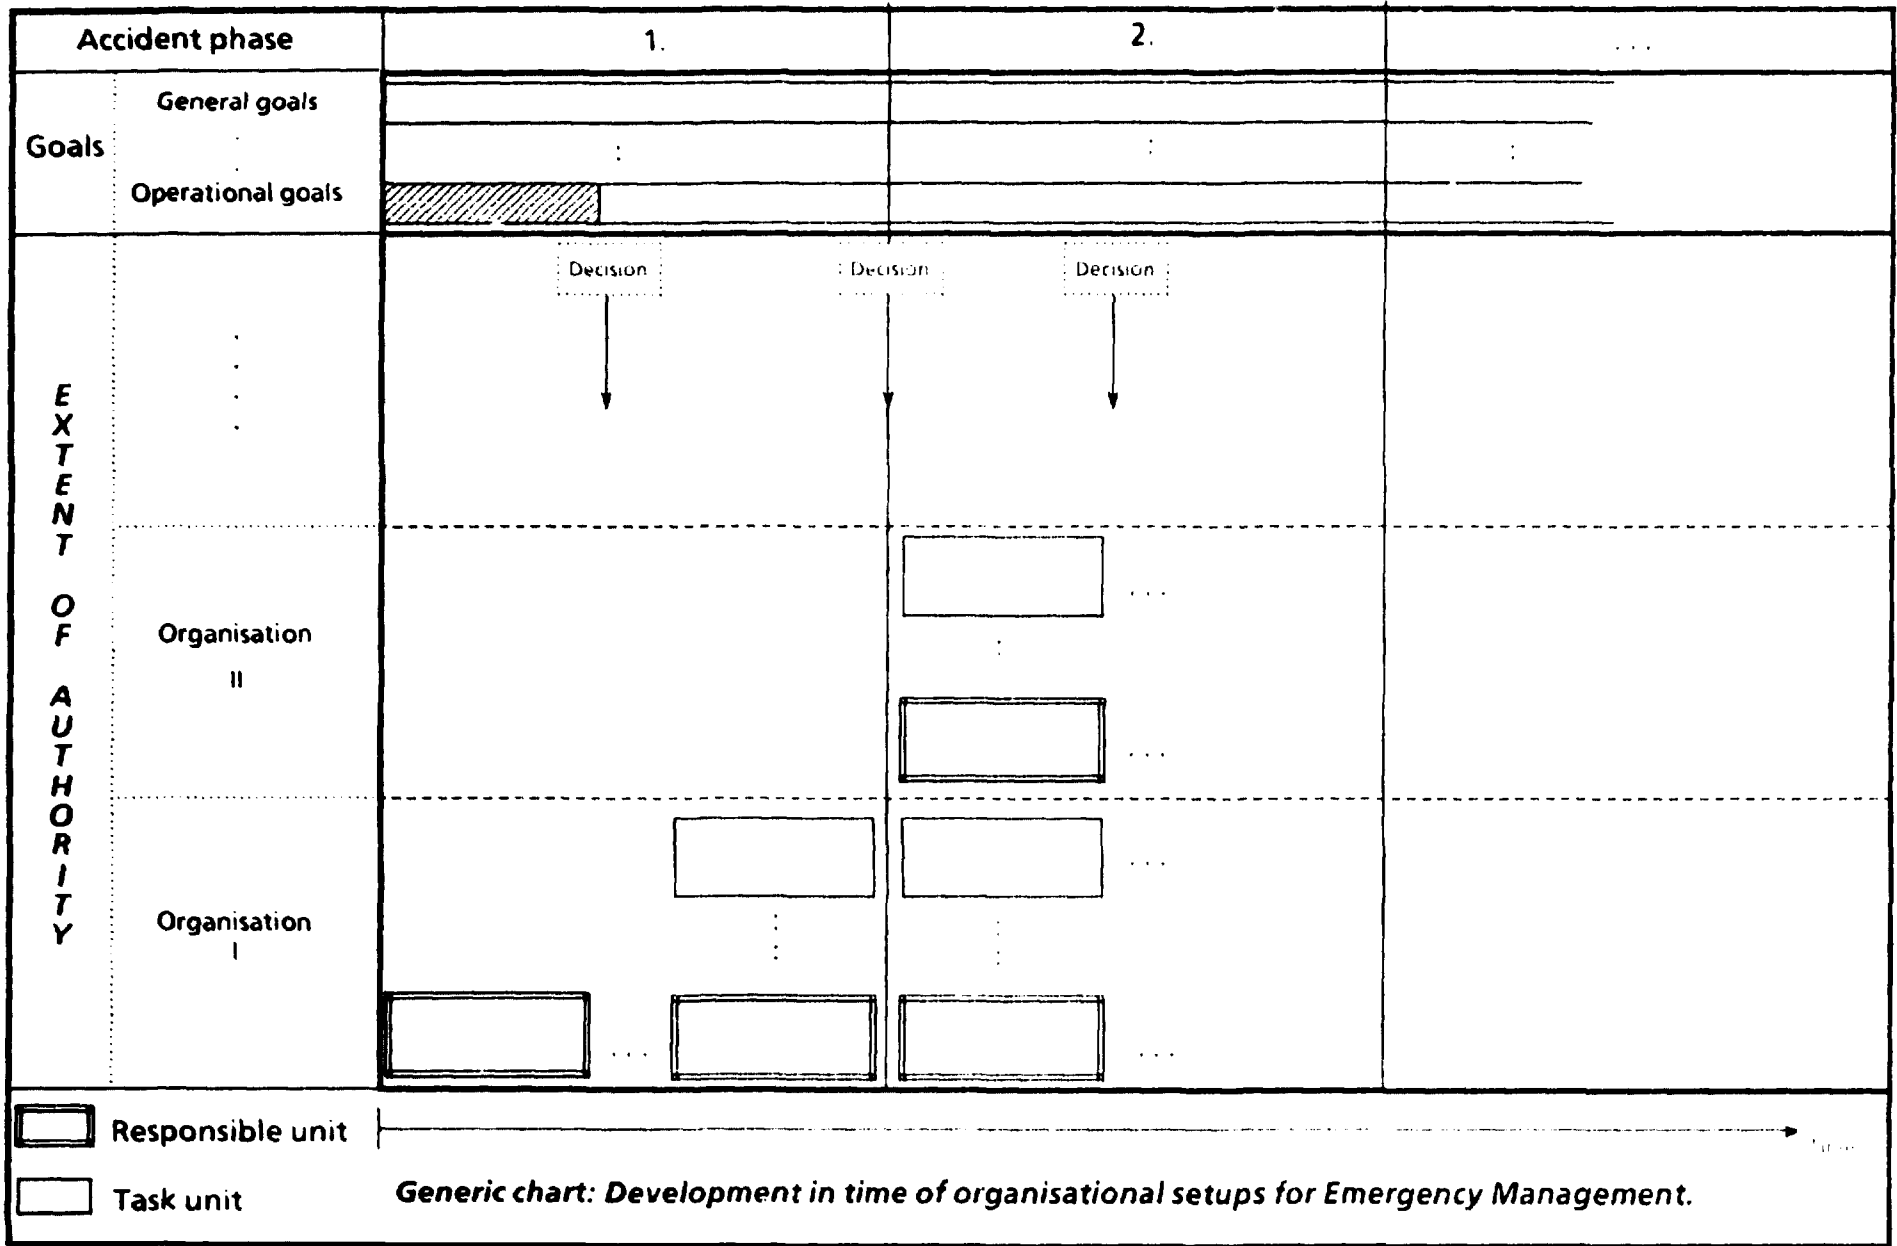 Accident phase
1.
2.
...
Goals
General goals
Operational goals
Decision
Decision
Decision
EXTENT OF AUTHORITY
Organisation
II
...
...
Organisation
I
...
...
...
Responsible unit
Task unit
Generic chart: Development in time of organisational setups for Emergency Management.